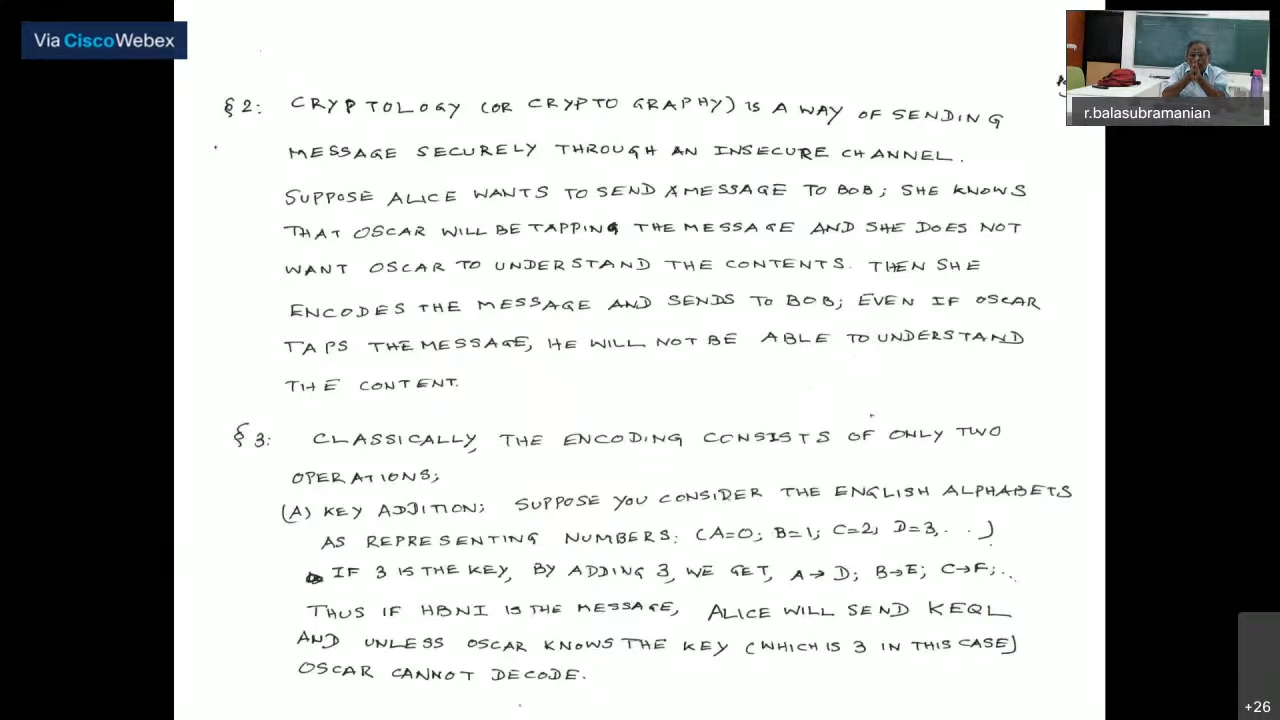 Via Cisco Webex
r.balasubramanian
§ 2: CRYPTOLOGY (OR CRYPTO GRAPHY) IS A WAY OF SENDING
MESSAGE SECURELY THROUGH AN INSECURE CHANNEL.
SUPPOSE ALICE WANTS TO SEND A MESSAGE TO BOB; SHE KNOWS
THAT OSCAR WILL BE TAPPING THE MESSAGE AND SHE DOES NOT
WANT OSCAR TO UNDERSTAND THE CONTENTS. THEN SHE
ENCODES THE MESSAGE AND SENDS TO BOB; EVEN IF OSCAR
TAPS THE MESSAGE, HE WILL NOT BE ABLE TO UNDERSTAND
THE CONTENT.
§ 3: CLASSICALLY, THE ENCODING CONSISTS OF ONLY TWO
OPERATIONS;
(A) KEY ADDITION; SUPPOSE YOU CONSIDER THE ENGLISH ALPHABETS
AS REPRESENTING NUMBERS: (A=0; B=1; C=2; D=3, . . )
IF 3 IS THE KEY, BY ADDING 3, WE GET, A→D; B→E; C→F; . .
THUS IF HBNI IS THE MESSAGE, ALICE WILL SEND KEQL
AND UNLESS OSCAR KNOWS THE KEY (WHICH IS 3 IN THIS CASE)
OSCAR CANNOT DECODE.
+26